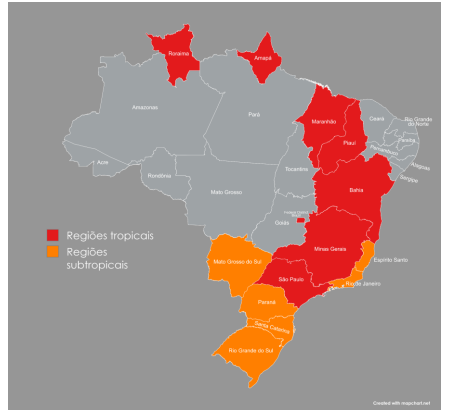 Roraima
Amapá
Amazonas
Pará
Maranhão
Ceará
Rio Grande
do Norte
Piauí
Paraíba
Pernambuco
Alagoas
Sergipe
Acre
Rondônia
Tocantins
Mato Grosso
Bahia
Goiás
Minas Gerais
Regiões tropicais
Regiões
subtropicais
Mato Grosso do Sul
Espírito Santo
São Paulo
Rio de Janeiro
Paraná
Santa Catarina
Rio Grande do Sul
Created with mapchart.net